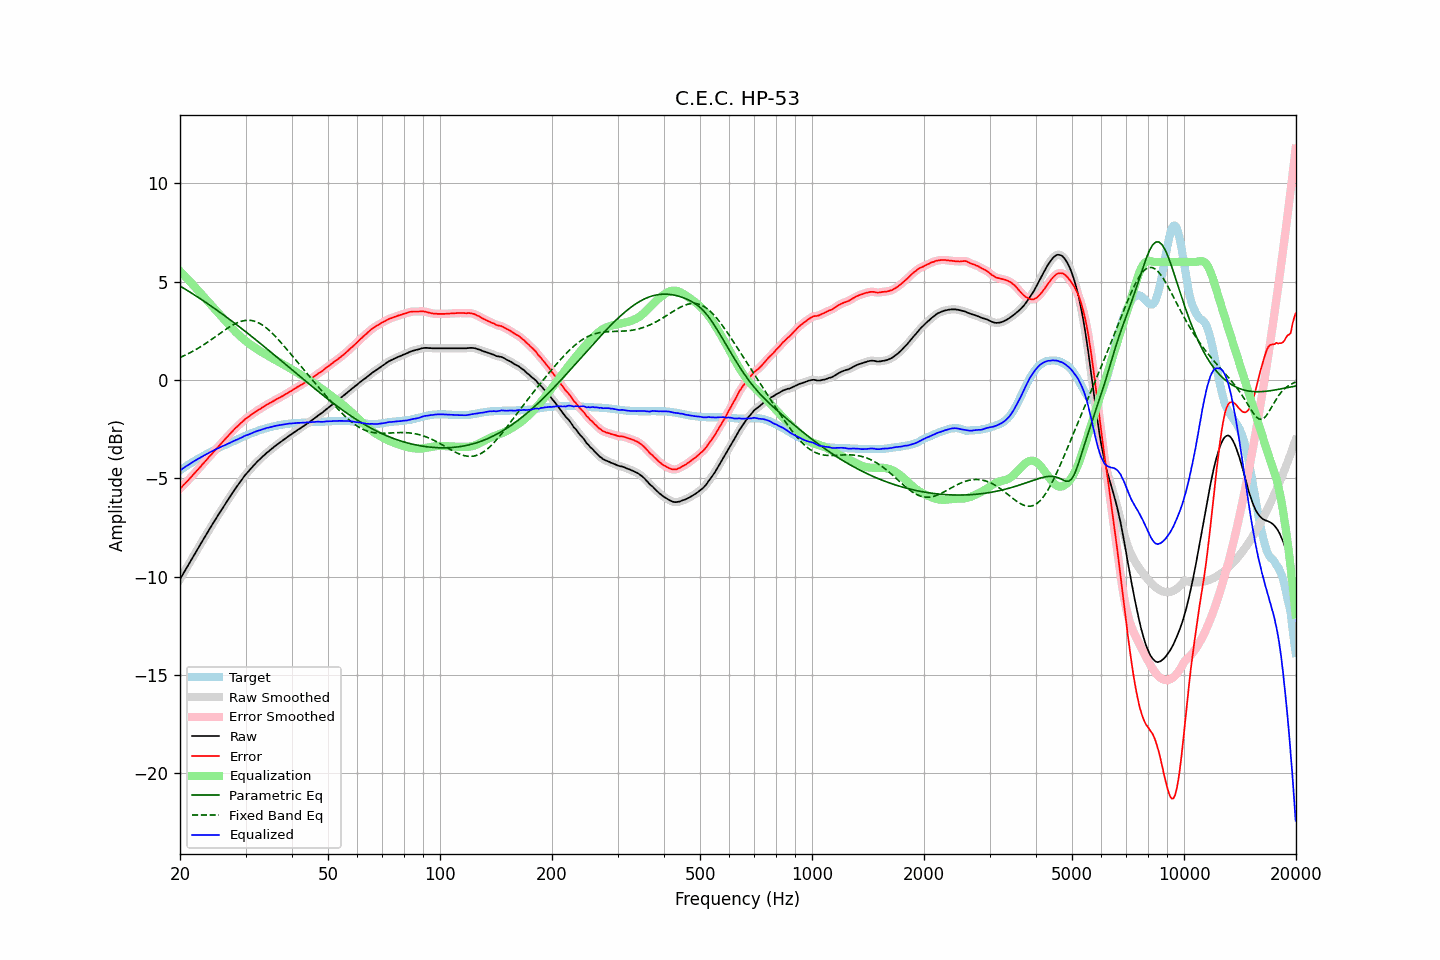 C.E.C. HP-53
10
5
0
−5
−10
−15
−20
Amplitude (dBr)
Target
Raw Smoothed
Error Smoothed
Raw
Error
Equalization
Parametric Eq
Fixed Band Eq
Equalized
20 50 100 200 500 1000 2000 5000 10000 20000
Frequency (Hz)